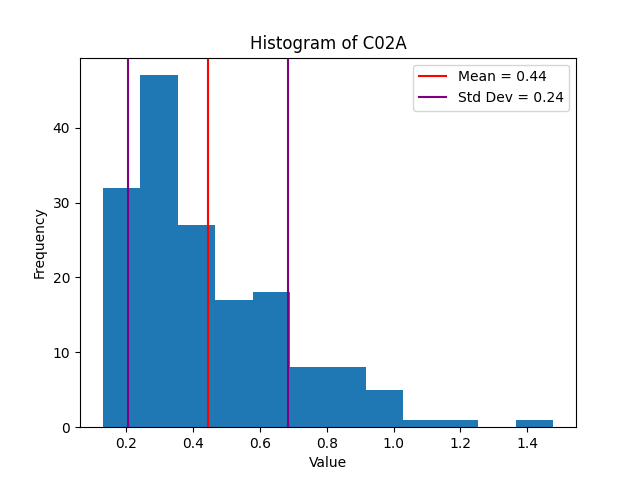 Histogram of C02A
Mean = 0.44
Std Dev = 0.24
Frequency
40
30
20
10
0
0.2 0.4 0.6 0.8 1.0 1.2 1.4
Value